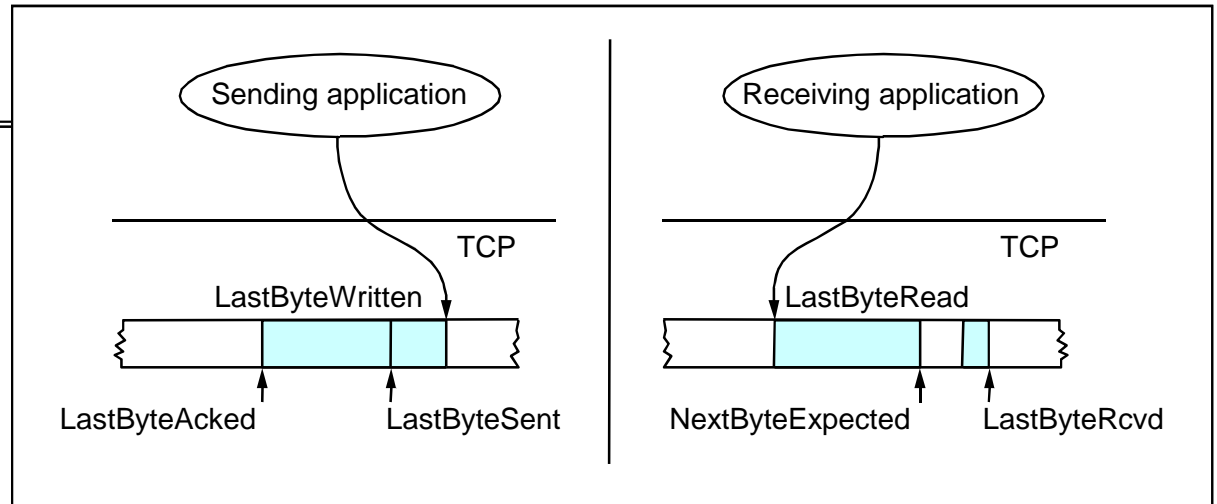 Sending application
TCP
LastByteWritten
LastByteAcked
LastByteSent
Receiving application
TCP
LastByteRead
NextByteExpected
LastByteRcvd